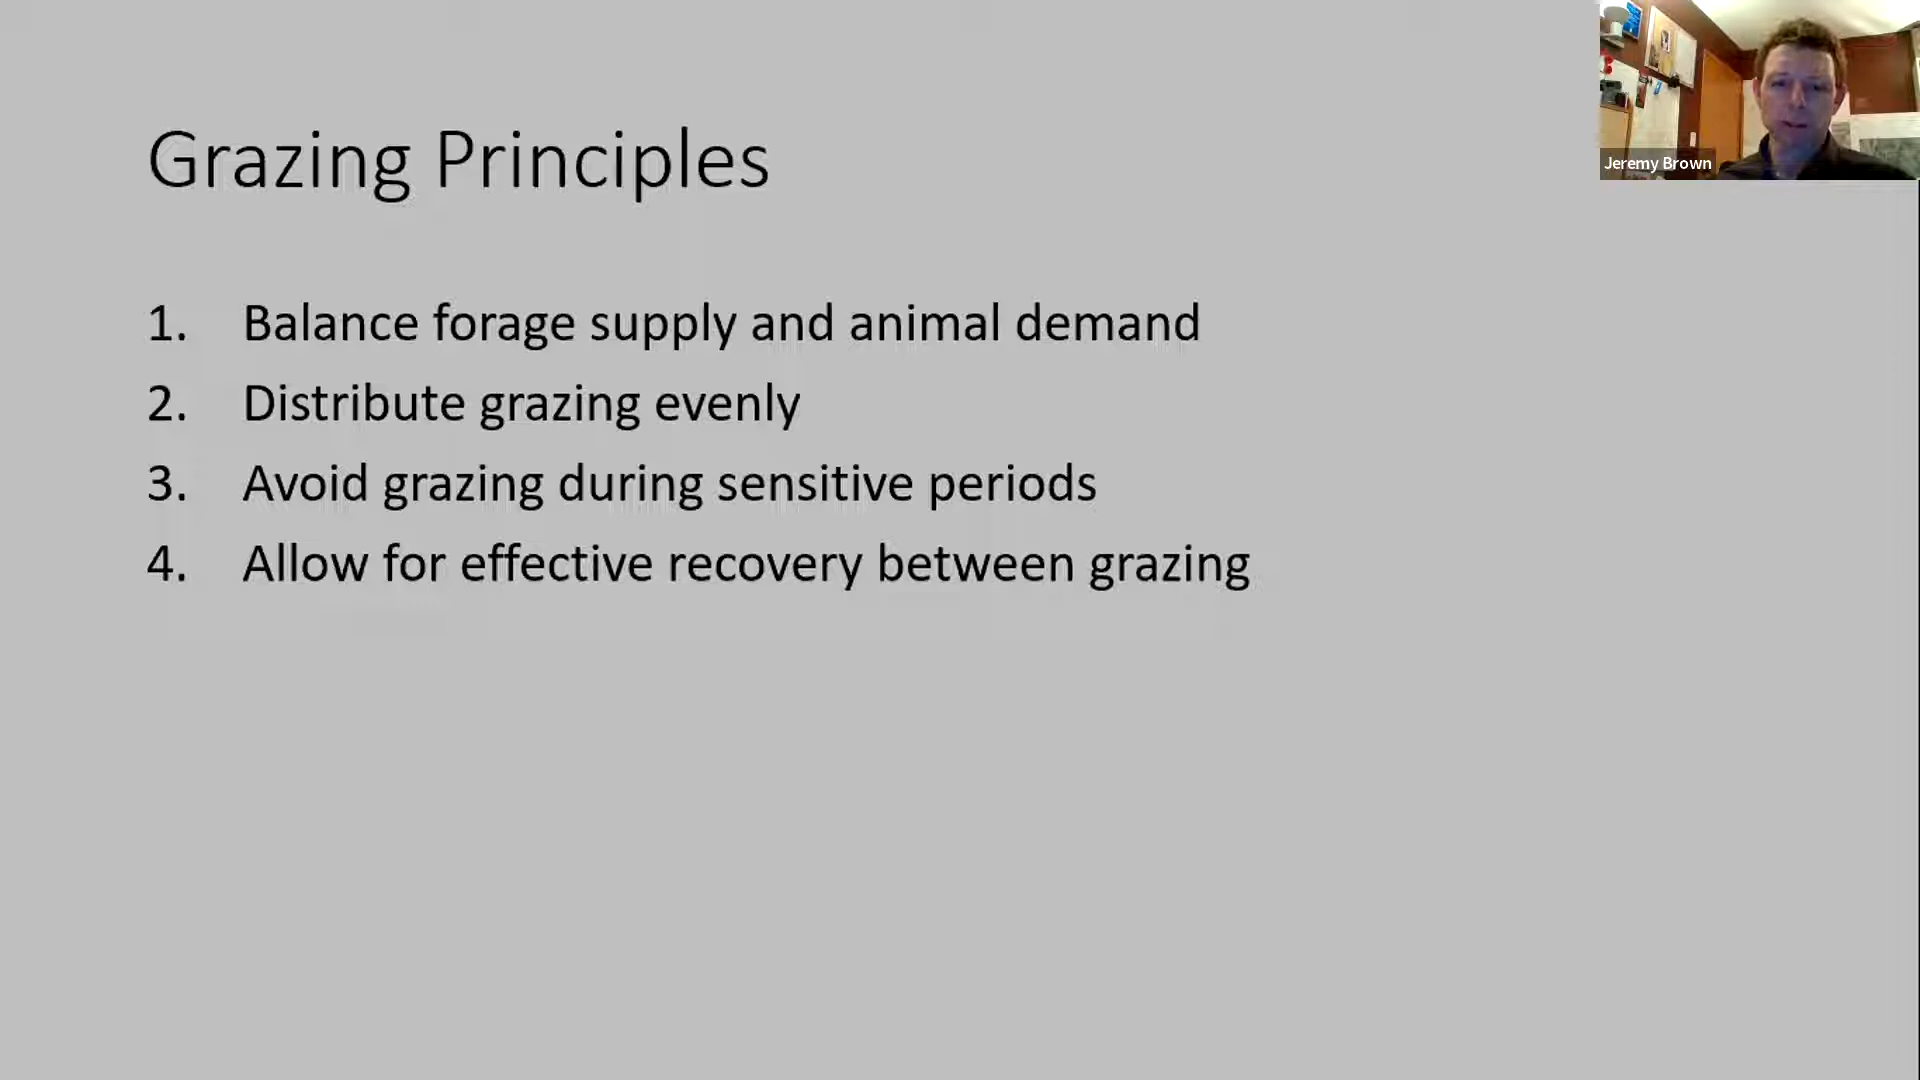 Jeremy Brown
Grazing Principles
1. Balance forage supply and animal demand
2. Distribute grazing evenly
3. Avoid grazing during sensitive periods
4. Allow for effective recovery between grazing